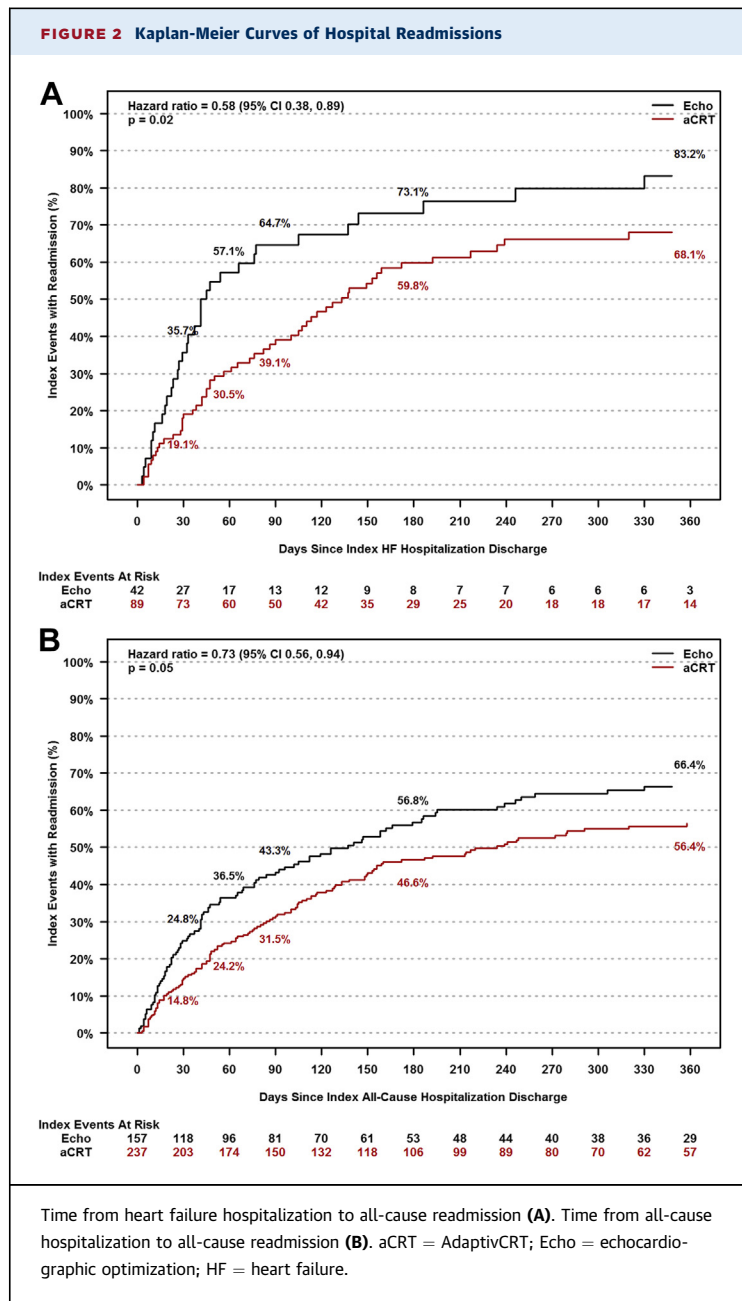 FIGURE 2 Kaplan-Meier Curves of Hospital Readmissions
A
Hazard ratio = 0.58 (95% CI 0.38, 0.89)
p = 0.02
Echo
aCRT
100%
90%
80%
70%
60%
50%
40%
30%
20%
10%
0%
Index Events with Readmission (%)
35.7%
57.1%
64.7%
73.1%
83.2%
19.1%
30.5%
39.1%
59.8%
68.1%
0 30 60 90 120 150 180 210 240 270 300 330 360
Days Since Index HF Hospitalization Discharge
Index Events At Risk
Echo 42 27 17 13 12 9 8 7 7 6 6 6 3
aCRT 89 73 60 50 42 35 29 25 20 18 18 17 14
B
Hazard ratio = 0.73 (95% CI 0.56, 0.94)
p = 0.05
Echo
aCRT
100%
90%
80%
70%
60%
50%
40%
30%
20%
10%
0%
Index Events with Readmission (%)
24.8%
36.5%
43.3%
56.8%
66.4%
14.8%
24.2%
31.5%
46.6%
56.4%
0 30 60 90 120 150 180 210 240 270 300 330 360
Days Since Index All-Cause Hospitalization Discharge
Index Events At Risk
Echo 157 118 96 81 70 61 53 48 44 40 38 36 29
aCRT 237 203 174 150 132 118 106 99 89 80 70 62 57
Time from heart failure hospitalization to all-cause readmission (A). Time from all-cause
hospitalization to all-cause readmission (B). aCRT = AdaptivCRT; Echo = echocardio-
graphic optimization; HF = heart failure.